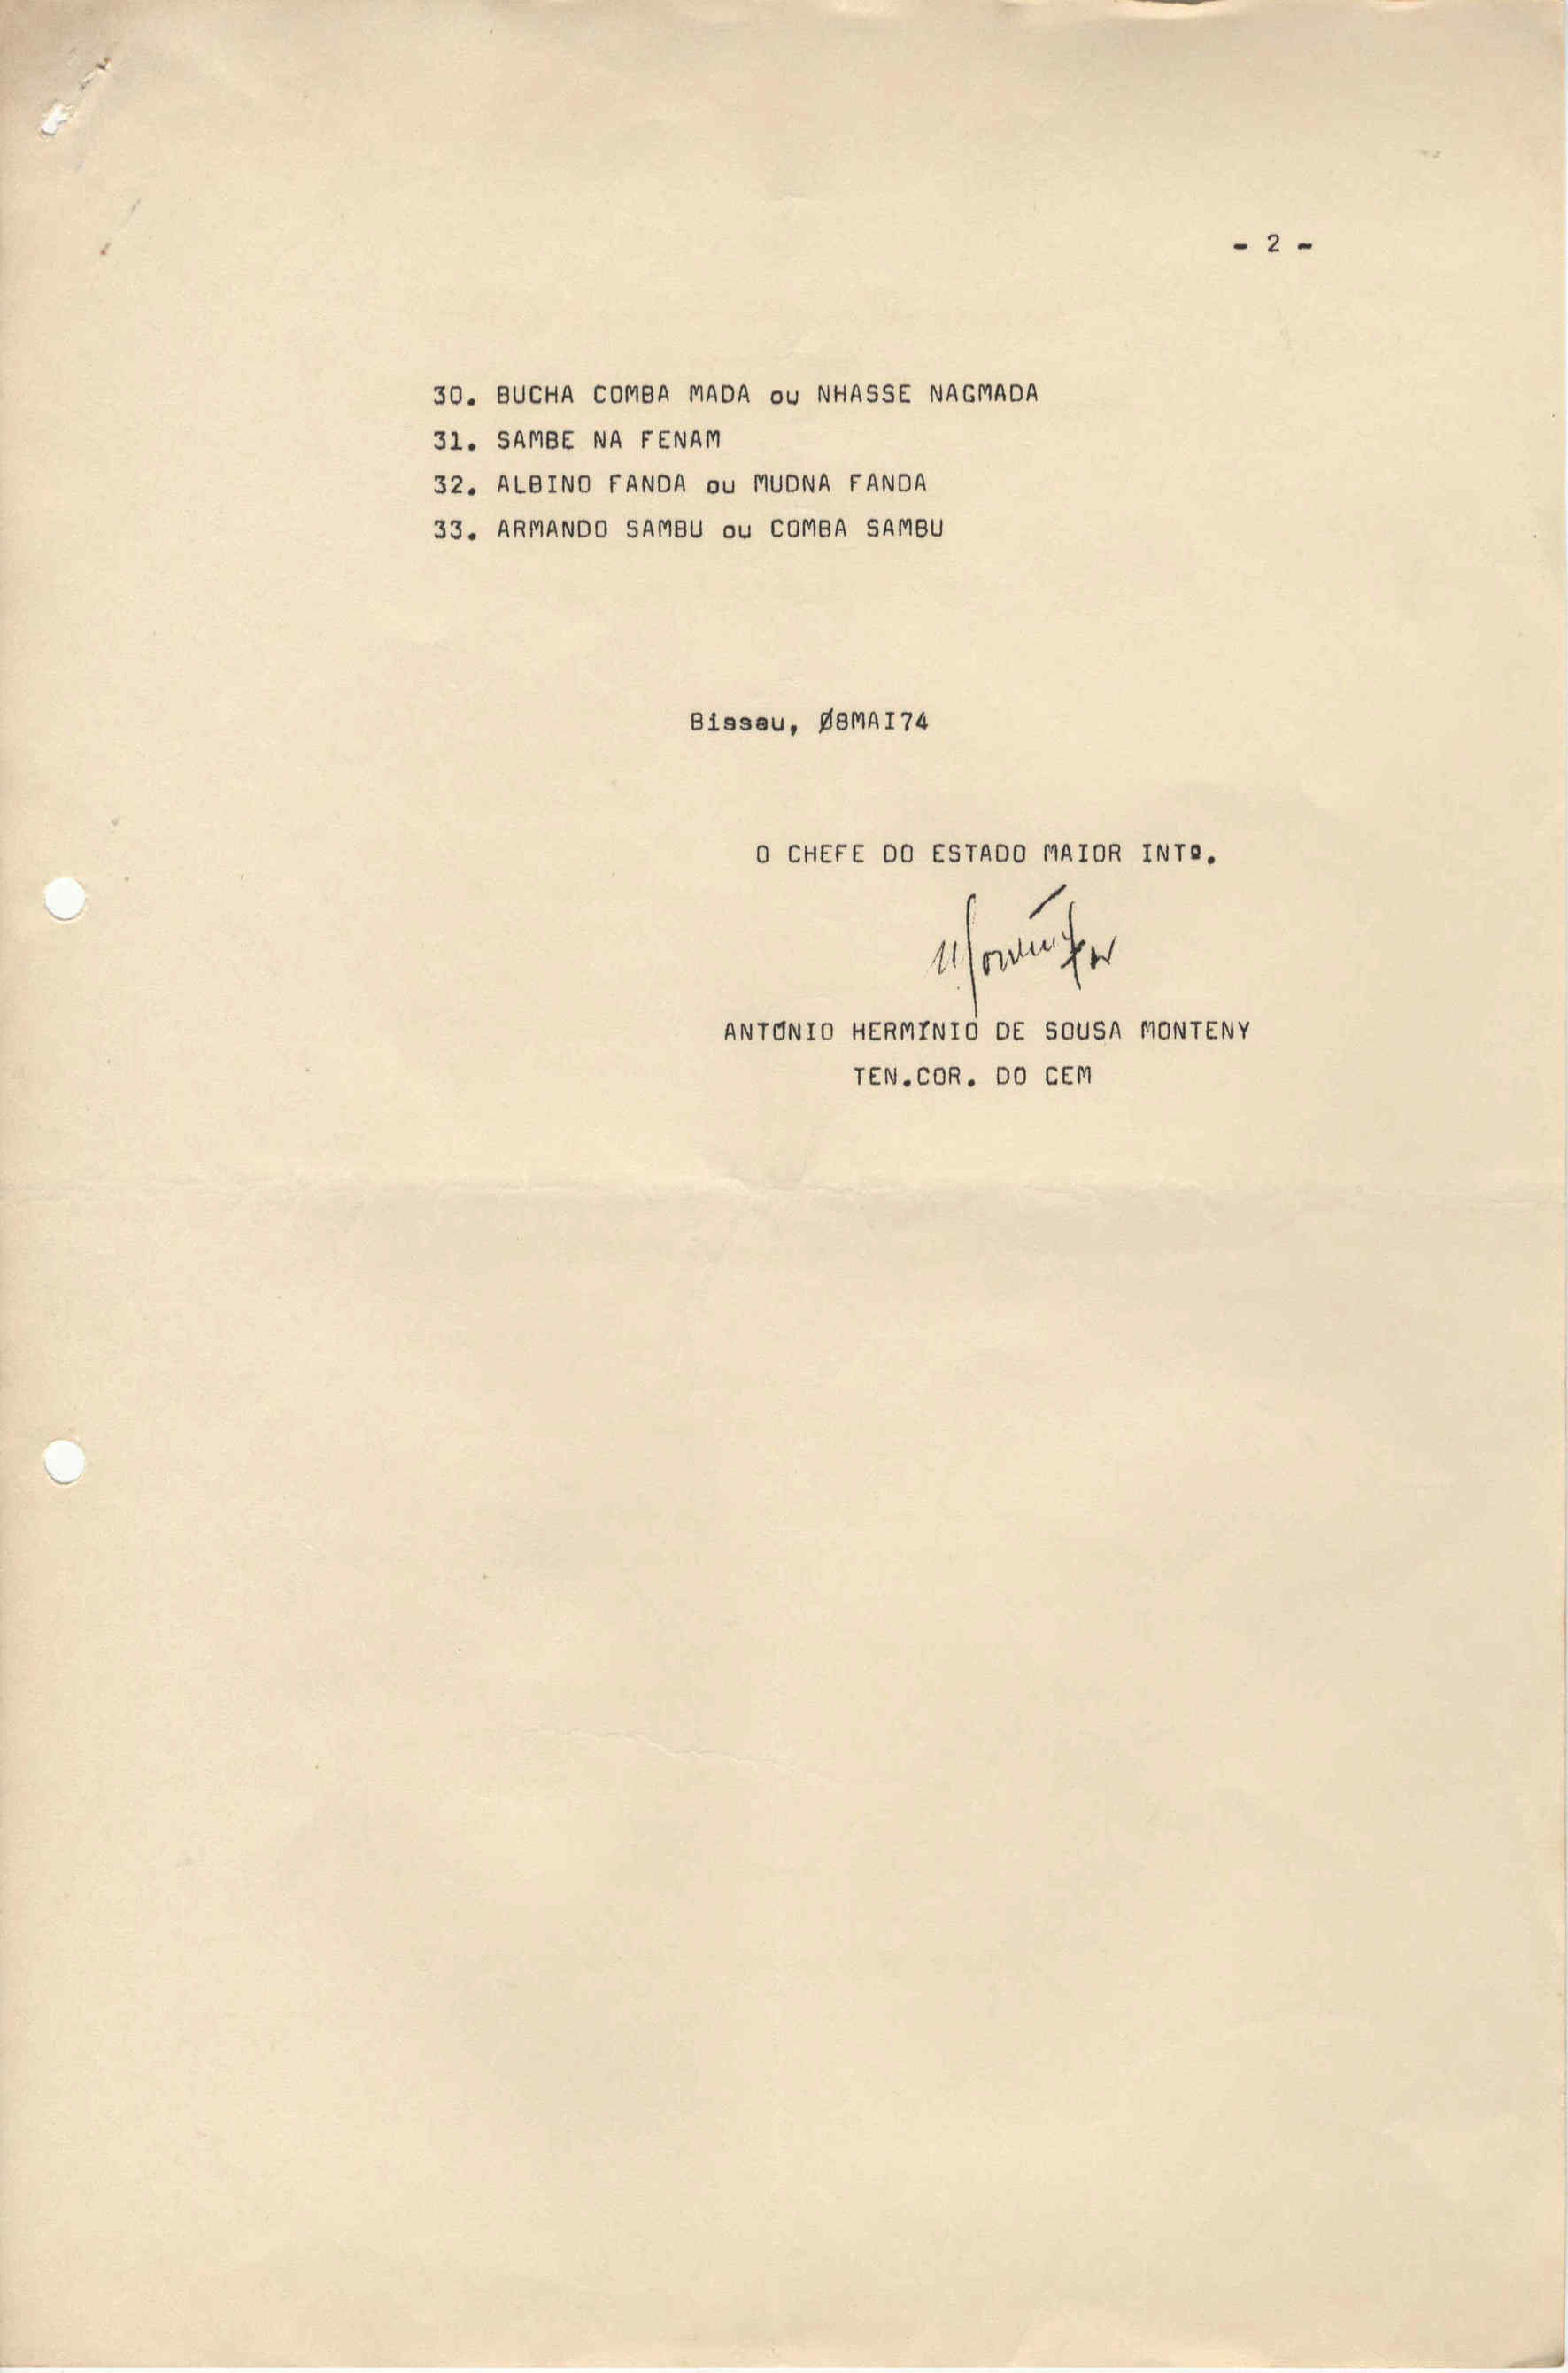 - 2 -
30. BUCHA COMBA MADA ou NHASSE NAGMADA
31. SAMBE NA FENAM
32. ALBINO FANDA ou MUDNA FANDA
33. ARMANDO SAMBU ou COMBA SAMBU
Bissau, Ø8MAI74
O CHEFE DO ESTADO MAIOR INTº.
ANTÓNIO HERMÍNIO DE SOUSA MONTENY
TEN.COR. DO CEM